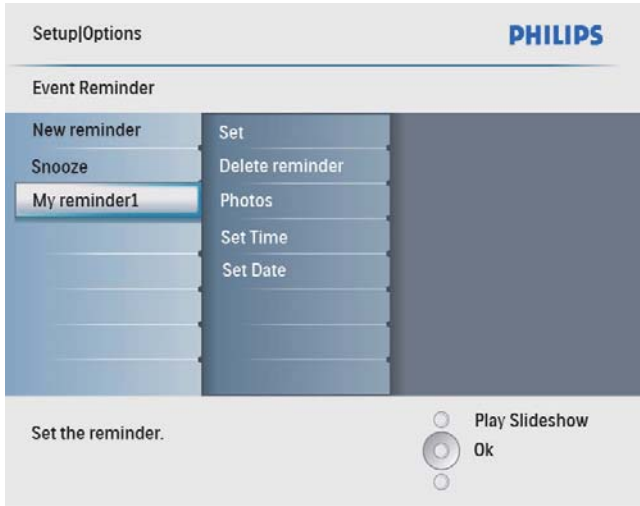 Setup|Options
PHILIPS
Event Reminder
New reminder
Snooze
My reminder1
Set
Delete reminder
Photos
Set Time
Set Date
Set the reminder.
Play Slideshow
Ok